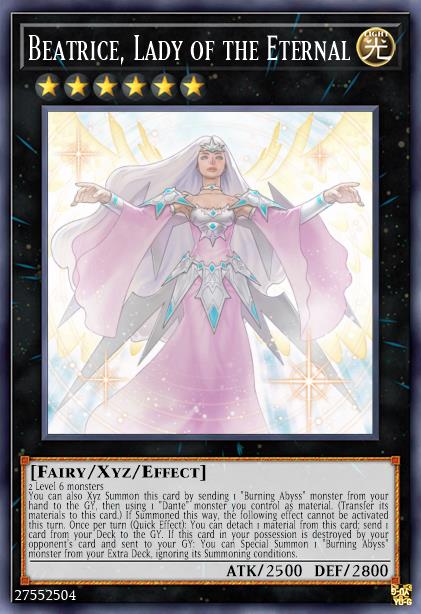 BEATRICE, LADY OF THE ETERNAL
LIGHT
光
[FAIRY/XYZ/EFFECT]
2 Level 6 monsters
You can also Xyz Summon this card by sending 1 "Burning Abyss" monster from your
hand to the GY, then using 1 "Dante" monster you control as material. (Transfer its
materials to this card.) If Summoned this way, the following effect cannot be activated
this turn. Once per turn (Quick Effect): You can detach 1 material from this card; send 1
card from your Deck to the GY. If this card in your possession is destroyed by your
opponent's card and sent to your GY: You can Special Summon 1 "Burning Abyss"
monster from your Extra Deck, ignoring its Summoning conditions.
ATK/2500 DEF/2800
27552504